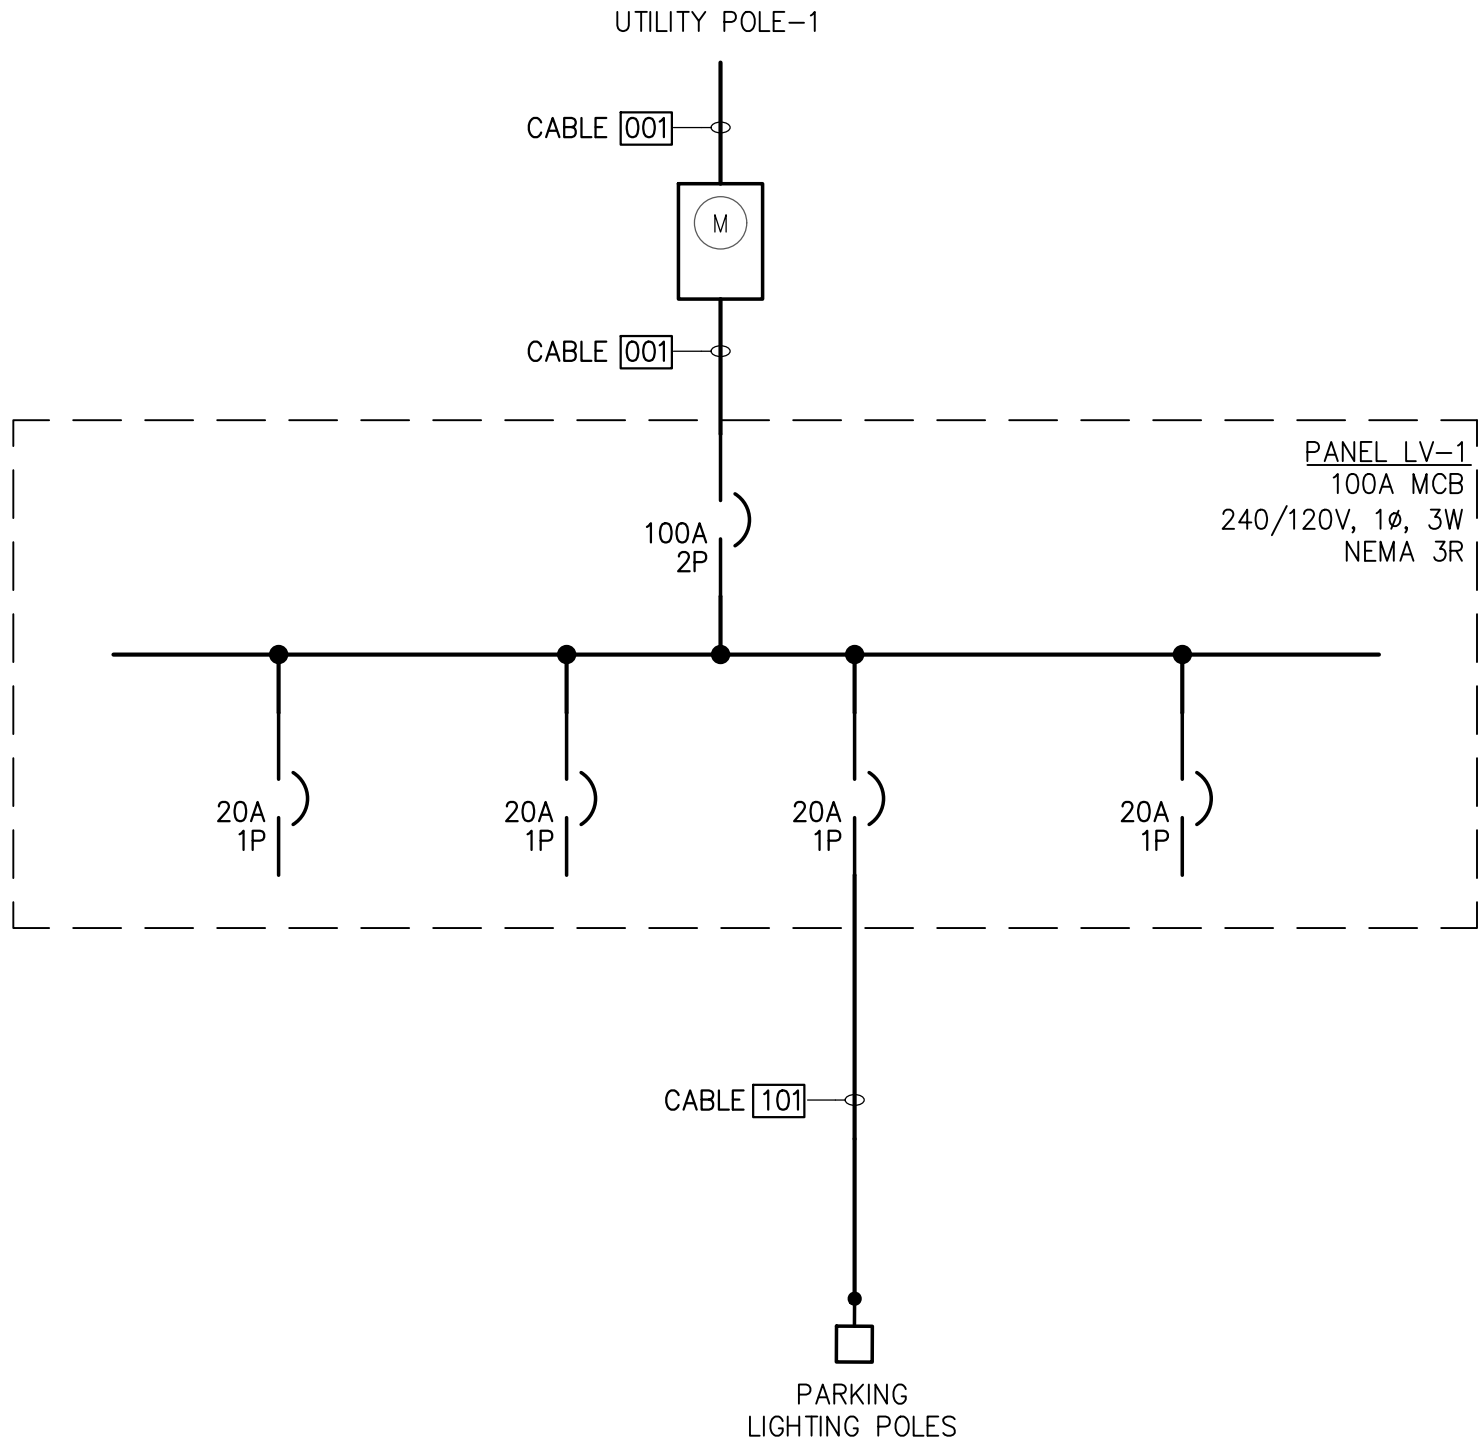 UTILITY POLE-1
CABLE 001
M
CABLE 001
PANEL LV-1
100A MCB
240/120V, 1ø, 3W
NEMA 3R
100A
2P
20A
1P
20A
1P
20A
1P
20A
1P
CABLE 101
PARKING
LIGHTING POLES